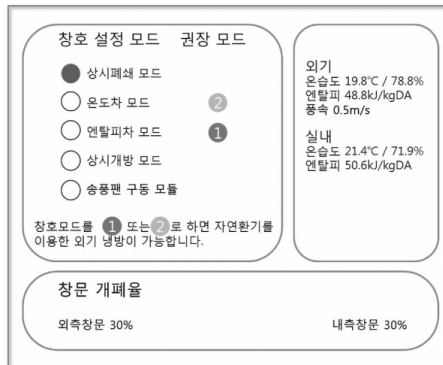 창호 설정 모드 권장 모드
상시폐쇄 모드
온도차 모드 2
엔탈피차 모드 1
상시개방 모드
송풍팬 구동 모듈
창호모드를 1 또는 2로 하면 자연환기를
이용한 외기 냉방이 가능합니다.
외기
온습도 19.8℃ / 78.8%
엔탈피 48.8kJ/kgDA
풍속 0.5m/s
실내
온습도 21.4℃ / 71.9%
엔탈피 50.6kJ/kgDA
창문 개폐율
외측창문 30% 내측창문 30%